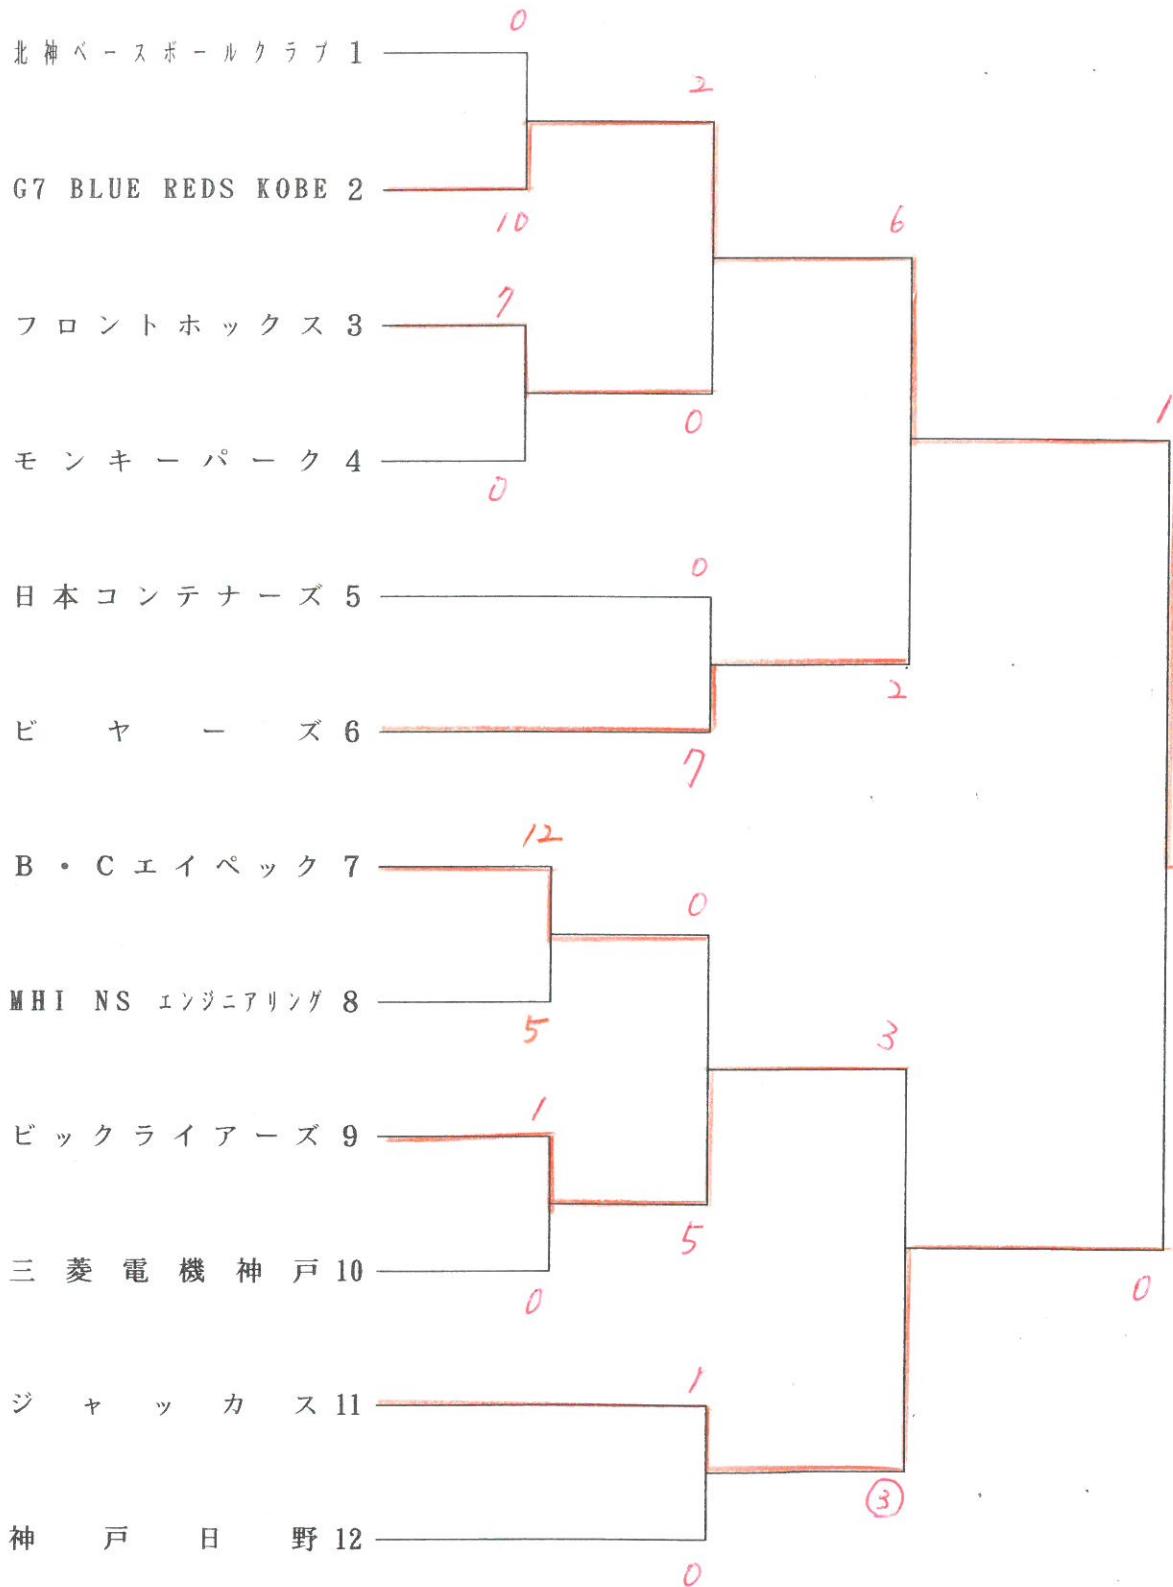 0
北神ベースボールクラブ 1
2
G7 BLUE REDS KOBE 2
10
6
7
フロントホックス 3
1
0
モンキーパーク 4
0
0
日本コンテナーズ 5
2
ビヤーズ 6
7
12
B・Cエイペック 7
0
MHI NS エンジニアリング 8
5
3
1
ビックライアーズ 9
5
三菱電機神戸 10
0
0
1
ジャッカス 11
③
神戸日野 12
0